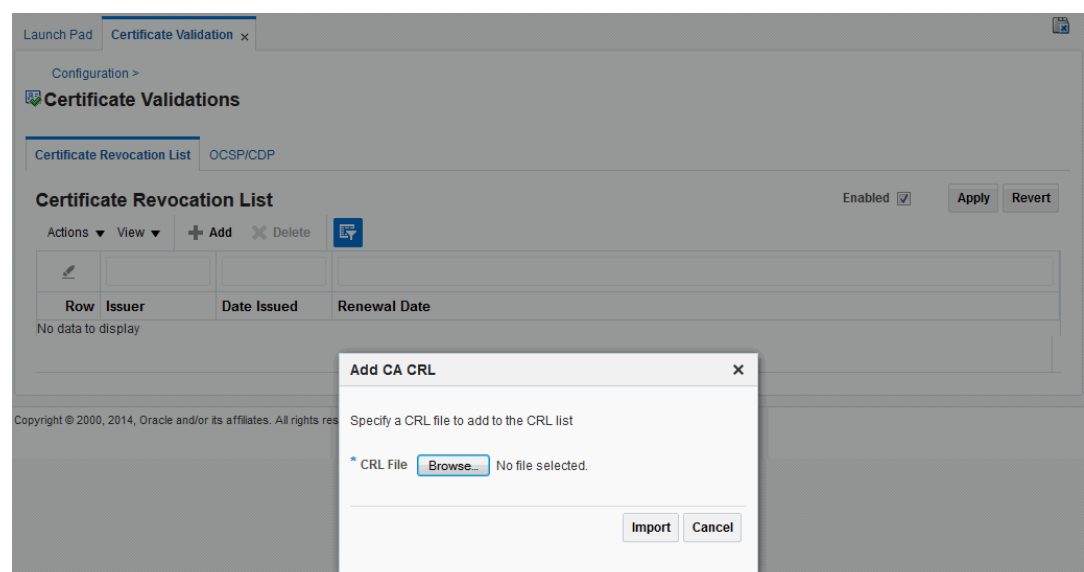 Launch Pad Certificate Validation x
Configuration >
Certificate Validations
Certificate Revocation List OCSP/CDP
Certificate Revocation List Enabled Apply Revert
Actions View Add Delete
Row Issuer Date Issued Renewal Date
No data to display
Add CA CRL x
Copyright © 2000, 2014, Oracle and/or its affiliates. All rights res
Specify a CRL file to add to the CRL list
* CRL File Browse... No file selected.
Import Cancel